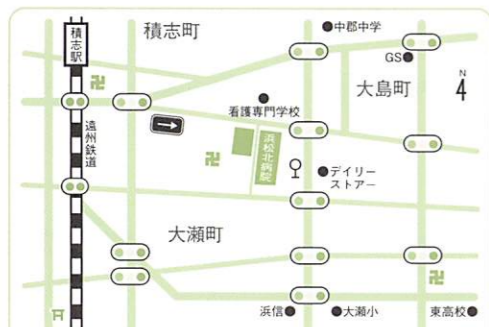 積志町
積志駅
中郡中学
GS
大島町
N
看護専門学校
遠州鉄道
浜松北病院
デイリー
ストアー
大瀬町
浜信
大瀬小
東高校